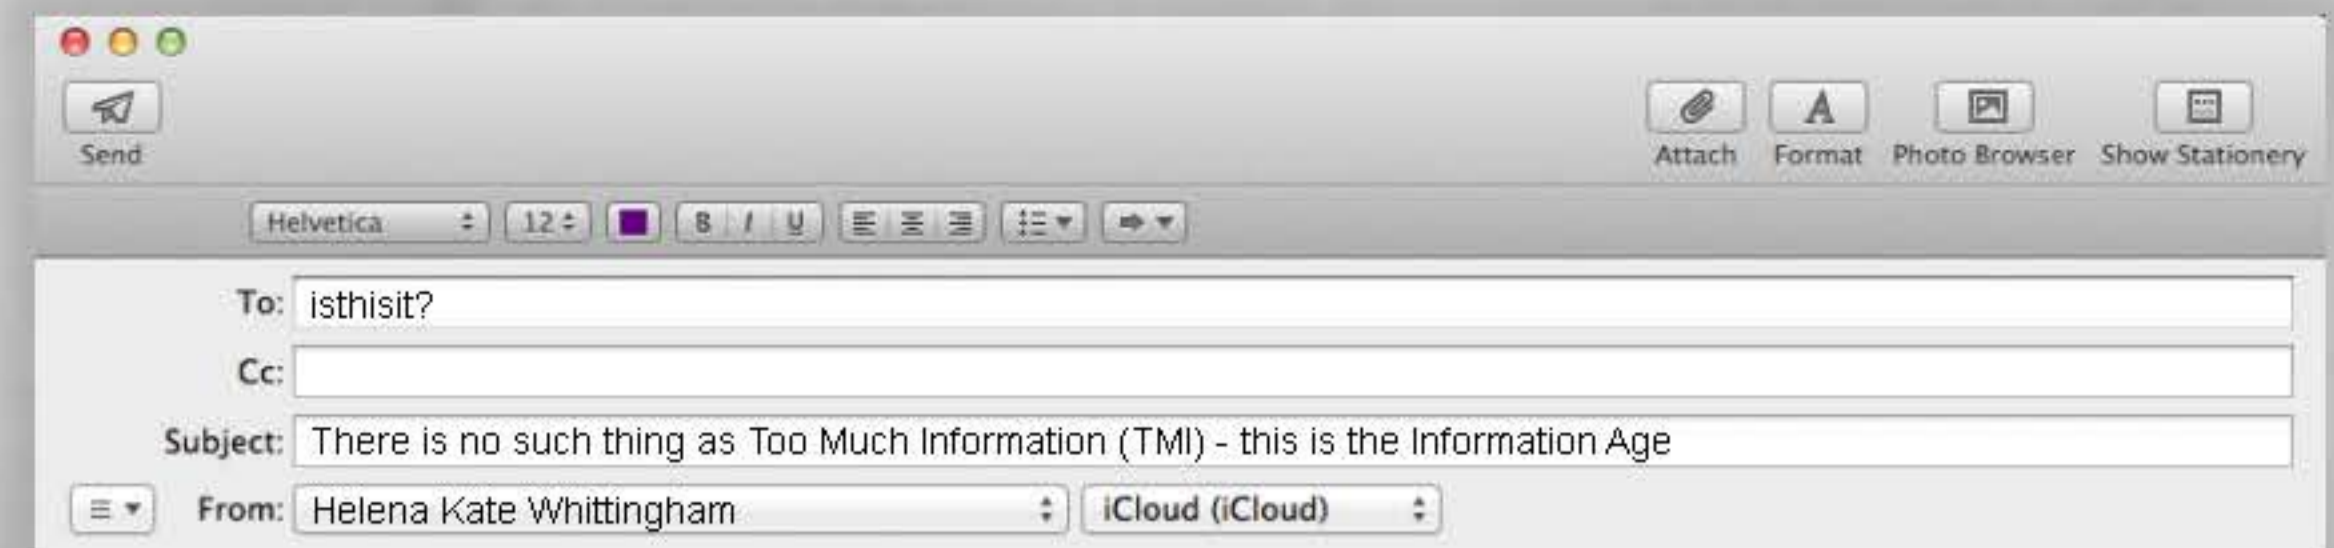 Send
Attach Format Photo Browser Show Stationery
Helvetica 12 B I U
To: isthisit?
Cc:
Subject: There is no such thing as Too Much Information (TMI) - this is the Information Age
From: Helena Kate Whittingham iCloud (iCloud)